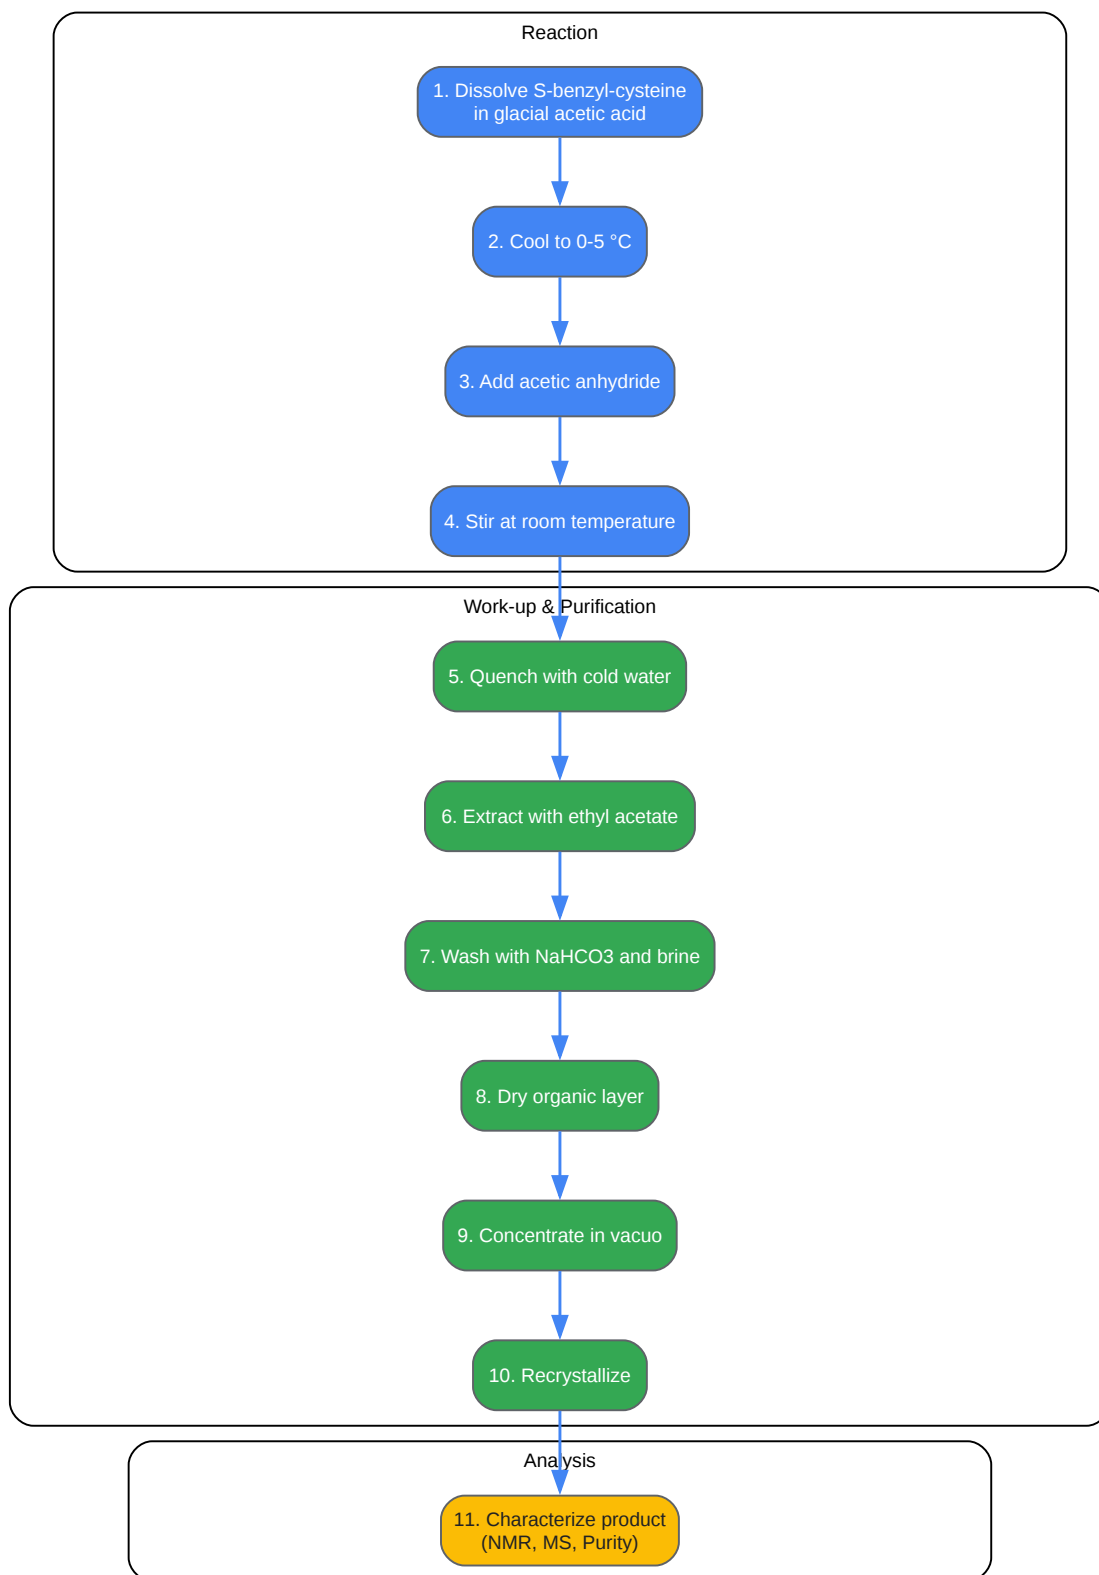 Reaction
1. Dissolve S-benzyl-cysteine
in glacial acetic acid
2. Cool to 0-5 °C
3. Add acetic anhydride
4. Stir at room temperature
Work-up & Purification
5. Quench with cold water
6. Extract with ethyl acetate
7. Wash with NaHCO3 and brine
8. Dry organic layer
9. Concentrate in vacuo
10. Recrystallize
Analysis
11. Characterize product
(NMR, MS, Purity)